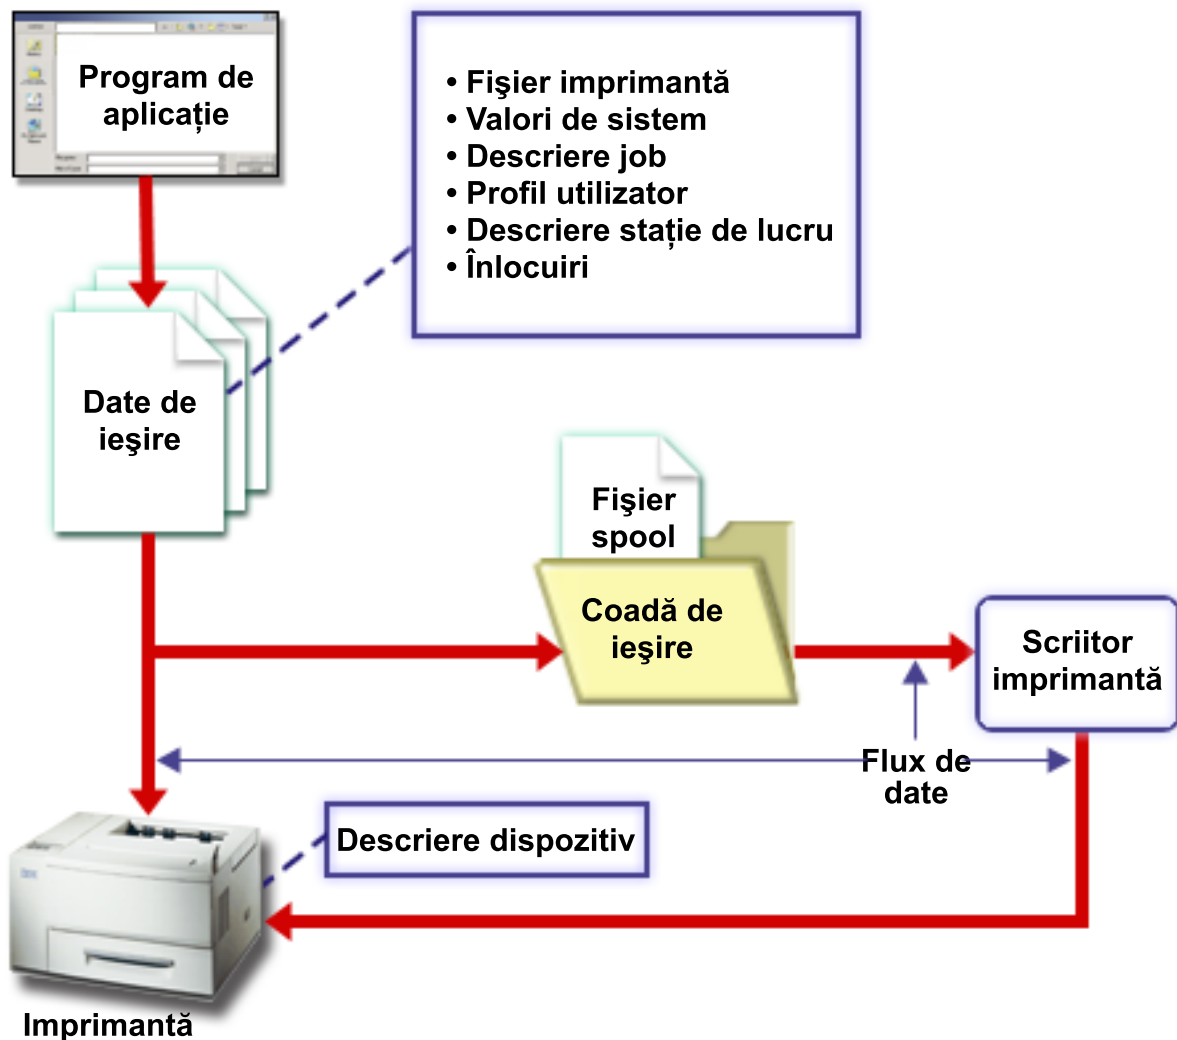 Program de
aplicație
• Fişier imprimantă
• Valori de sistem
• Descriere job
• Profil utilizator
• Descriere stație de lucru
• Înlocuiri
Date de
ieşire
Fişier
spool
Coadă de
ieşire
Scriitor
imprimantă
Flux de
date
Descriere dispozitiv
IBM
Imprimantă